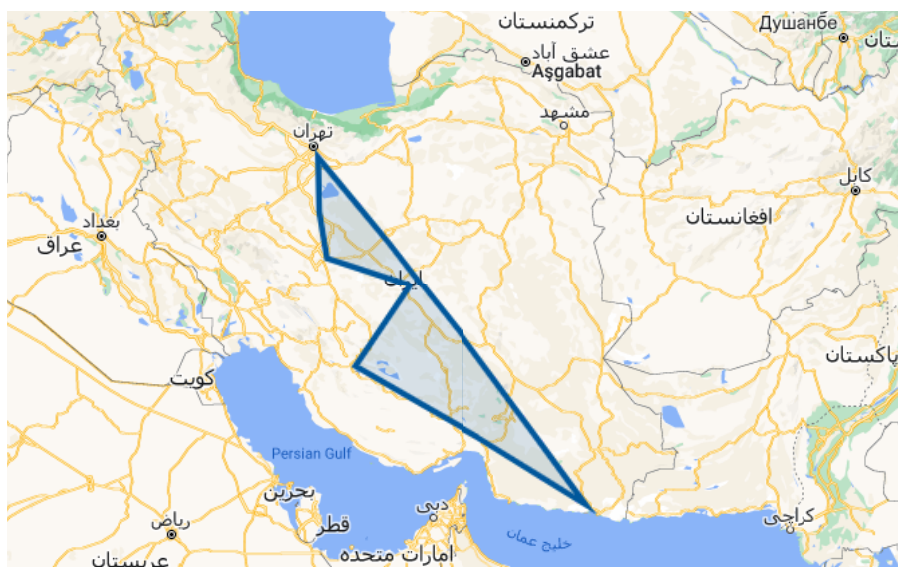 ترکمنستان
Душанбе
عشق آباد
Aşgabat
مشهد
تهران
کابل
افغانستان
بغداد
عراق
ایران
پاکستان
کویت
Persian Gulf
بحرین
قطر
دبی
ریاض
خلیج عمان
کراچی
امارات متحده
عربستان